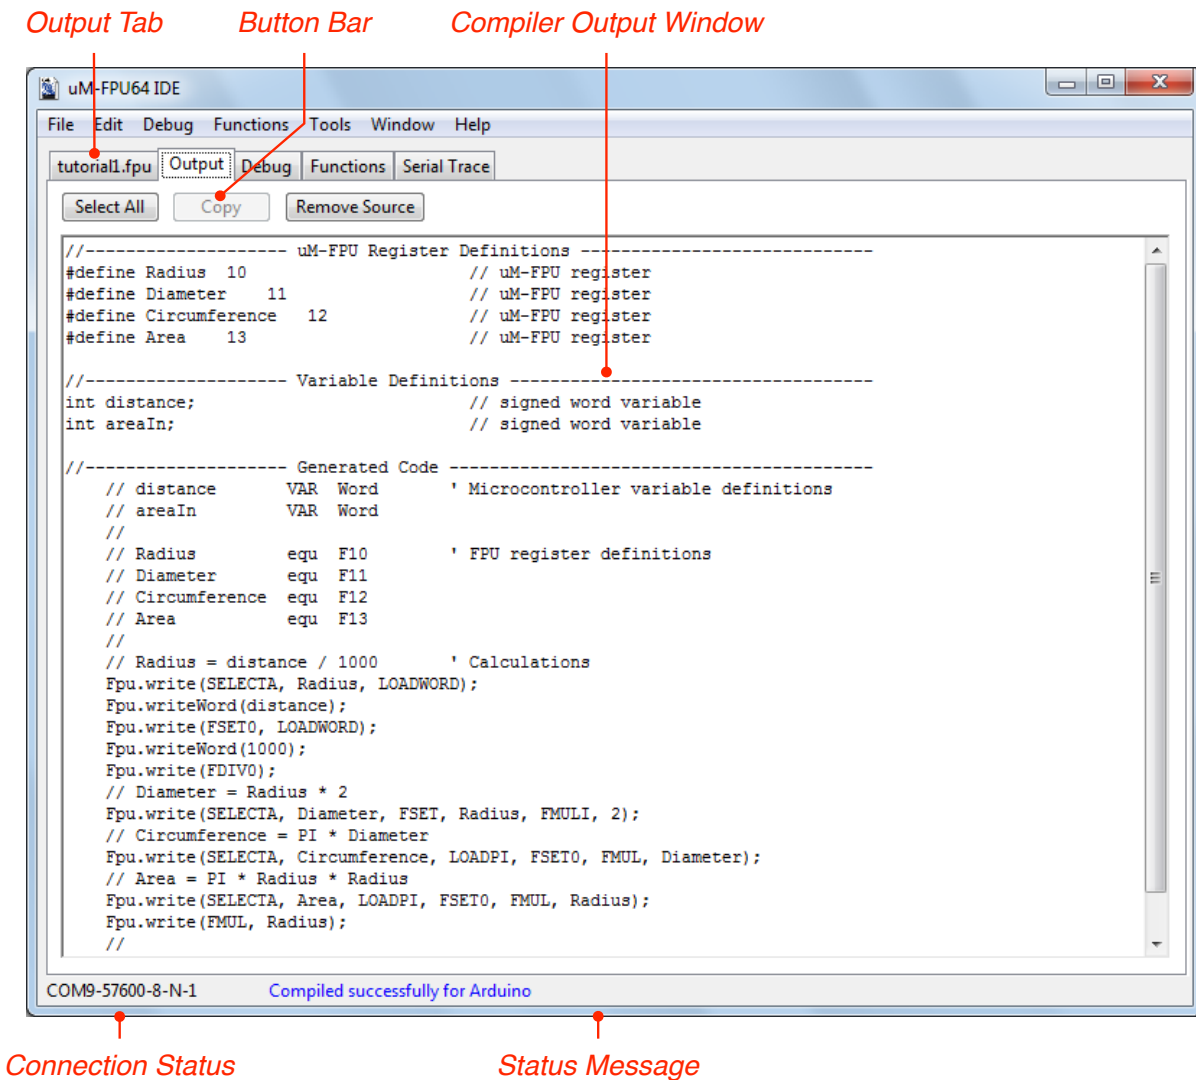 Output Tab Button Bar Compiler Output Window
uM-FPU64 IDE
File Edit Debug Functions Tools Window Help
tutorial1.fpu Output Debug Functions Serial Trace
Select All Copy Remove Source
//-------------------- uM-FPU Register Definitions -----------------------------
#define Radius 10 // uM-FPU register
#define Diameter 11 // uM-FPU register
#define Circumference 12 // uM-FPU register
#define Area 13 // uM-FPU register
//-------------------- Variable Definitions ------------------------------------
int distance; // signed word variable
int areaIn; // signed word variable
//-------------------- Generated Code ------------------------------------------
// distance VAR Word ' Microcontroller variable definitions
// areaIn VAR Word
//
// Radius equ F10 ' FPU register definitions
// Diameter equ F11
// Circumference equ F12
// Area equ F13
//
// Radius = distance / 1000 ' Calculations
Fpu.write(SELECTA, Radius, LOADWORD);
Fpu.writeWord(distance);
Fpu.write(FSET0, LOADWORD);
Fpu.writeWord(1000);
Fpu.write(FDIV0);
// Diameter = Radius * 2
Fpu.write(SELECTA, Diameter, FSET, Radius, FMULI, 2);
// Circumference = PI * Diameter
Fpu.write(SELECTA, Circumference, LOADPI, FSET0, FMUL, Diameter);
// Area = PI * Radius * Radius
Fpu.write(SELECTA, Area, LOADPI, FSET0, FMUL, Radius);
Fpu.write(FMUL, Radius);
//
COM9-57600-8-N-1 Compiled successfully for Arduino
Connection Status Status Message